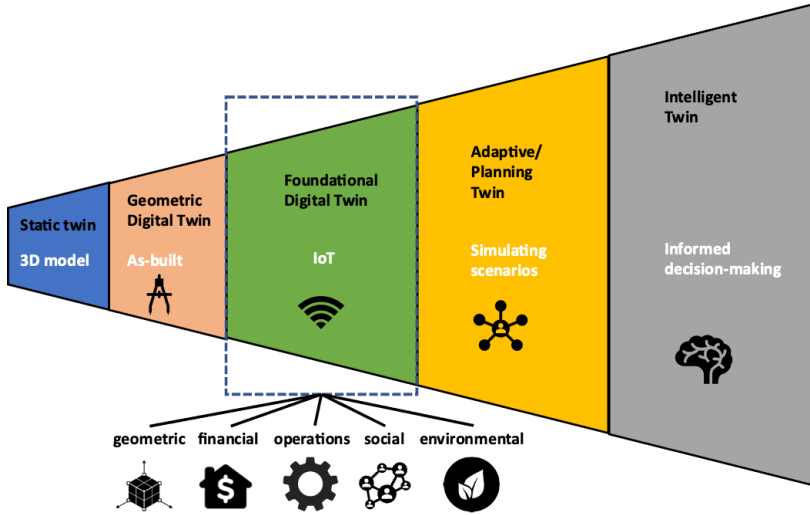 Static twin
3D model
Geometric
Digital Twin
As-built
Foundational
Digital Twin
IoT
Adaptive/
Planning
Twin
Simulating
scenarios
Intelligent
Twin
Informed
decision-making
geometric financial operations social environmental
$